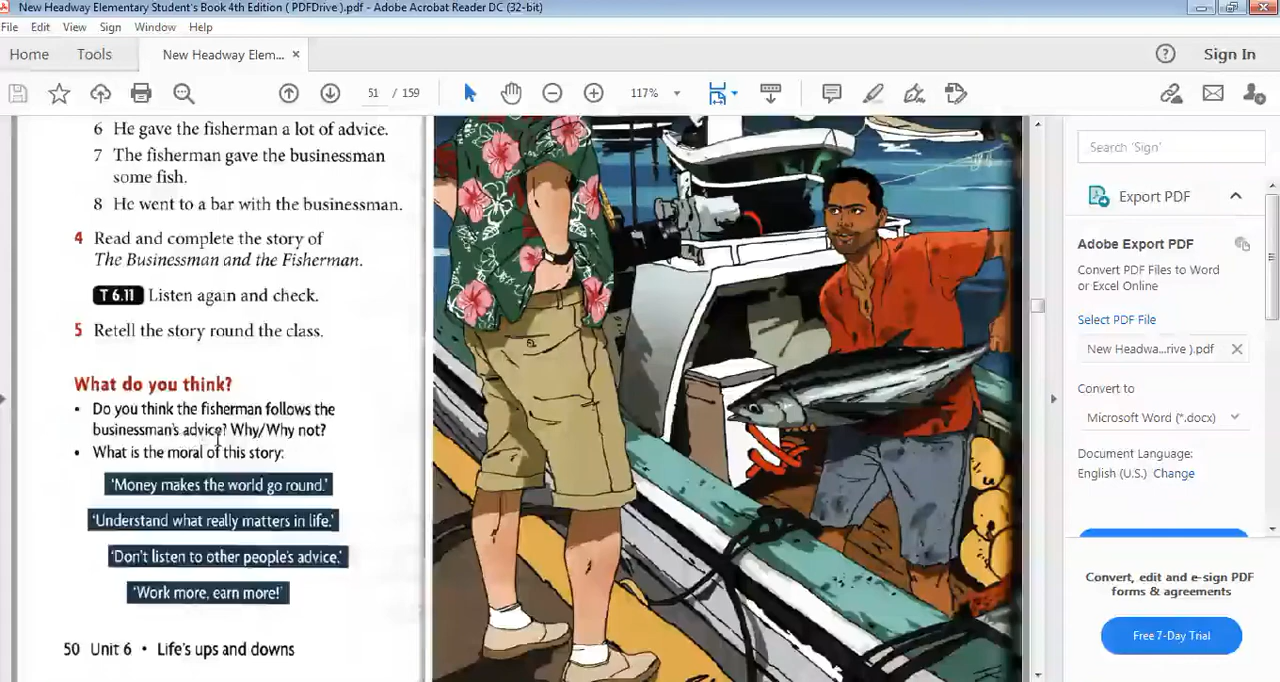 New Headway Elementary Student's Book 4th Edition ( PDFDrive ).pdf - Adobe Acrobat Reader DC (32-bit)
File Edit View Sign Window Help
Home Tools New Headway Elem... × Sign In
51 / 159 117%
6 He gave the fisherman a lot of advice.
7 The fisherman gave the businessman
some fish.
8 He went to a bar with the businessman.
4 Read and complete the story of
The Businessman and the Fisherman.
T 6.11 Listen again and check.
5 Retell the story round the class.
What do you think?
• Do you think the fisherman follows the
businessman's advice? Why/Why not?
• What is the moral of this story:
'Money makes the world go round.'
'Understand what really matters in life.'
'Don't listen to other people's advice.'
'Work more, earn more!'
50 Unit 6 • Life's ups and downs
Search 'Sign'
Export PDF
Adobe Export PDF
Convert PDF Files to Word
or Excel Online
Select PDF File
New Headwa...rive ).pdf
Convert to
Microsoft Word (*.docx)
Document Language:
English (U.S.) Change
Convert, edit and e-sign PDF
forms & agreements
Free 7-Day Trial